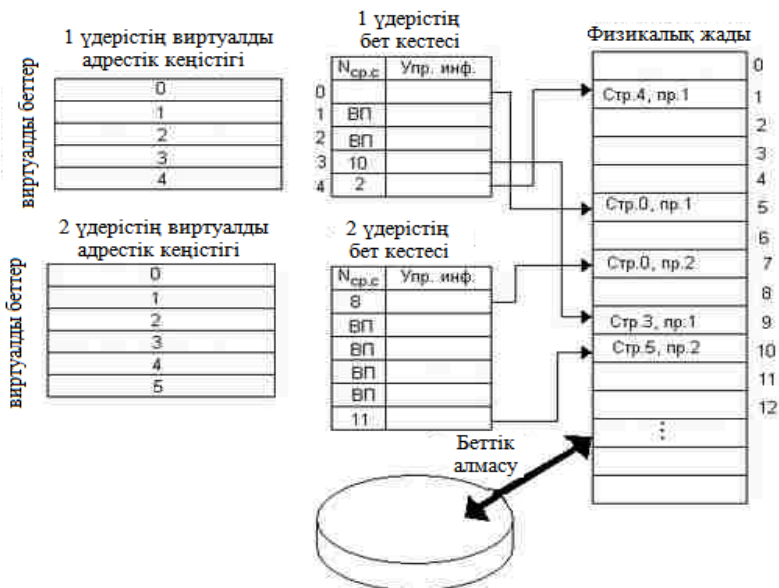 1 үдерістің виртуалды
адрестік кеңістігі
виртуалды беттер
0
1
2
3
4
1 үдерістің
бет кестесі
Nср.с Упр. инф.
0
1 ВП
2 ВП
3 10
4 2
Физикалық жады
0
Стр.4, пр.1 1
2
3
4
Стр.0, пр.1 5
6
Стр.0, пр.2 7
8
Стр.3, пр.1 9
Стр.5, пр.2 10
11
12
⋮
2 үдерістің виртуалды
адрестік кеңістігі
виртуалды беттер
0
1
2
3
4
5
2 үдерістің
бет кестесі
Nср.с Упр. инф.
8
ВП
ВП
ВП
ВП
11
Беттік
алмасу